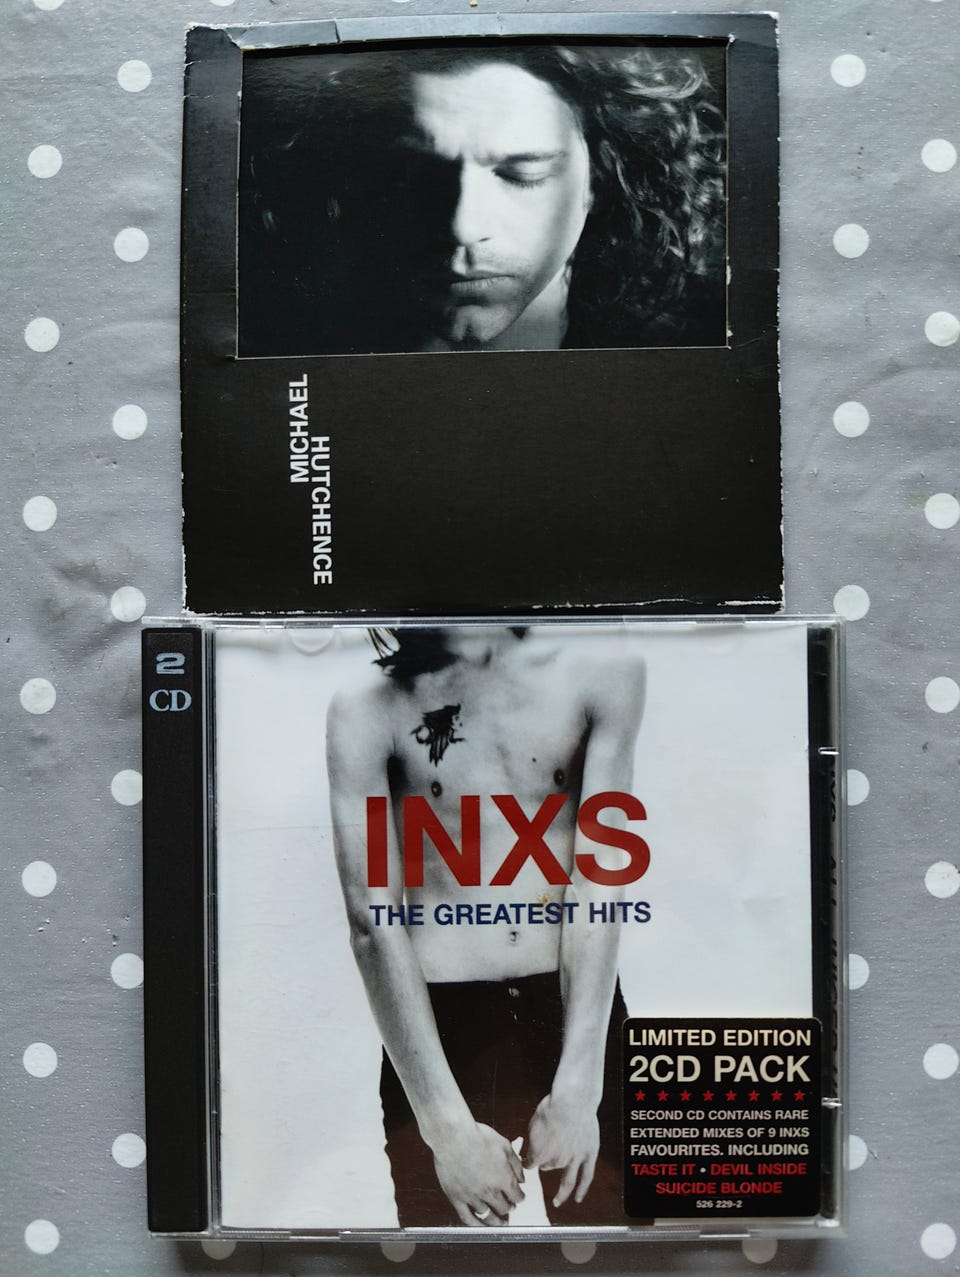 MICHAEL
HUTCHENCE
2
CD
INXS
THE GREATEST HITS
LIMITED EDITION
2CD PACK
SECOND CD CONTAINS RARE
EXTENDED MIXES OF 9 INXS
FAVOURITES. INCLUDING
TASTE IT • DEVIL INSIDE
SUICIDE BLONDE
526 229-2